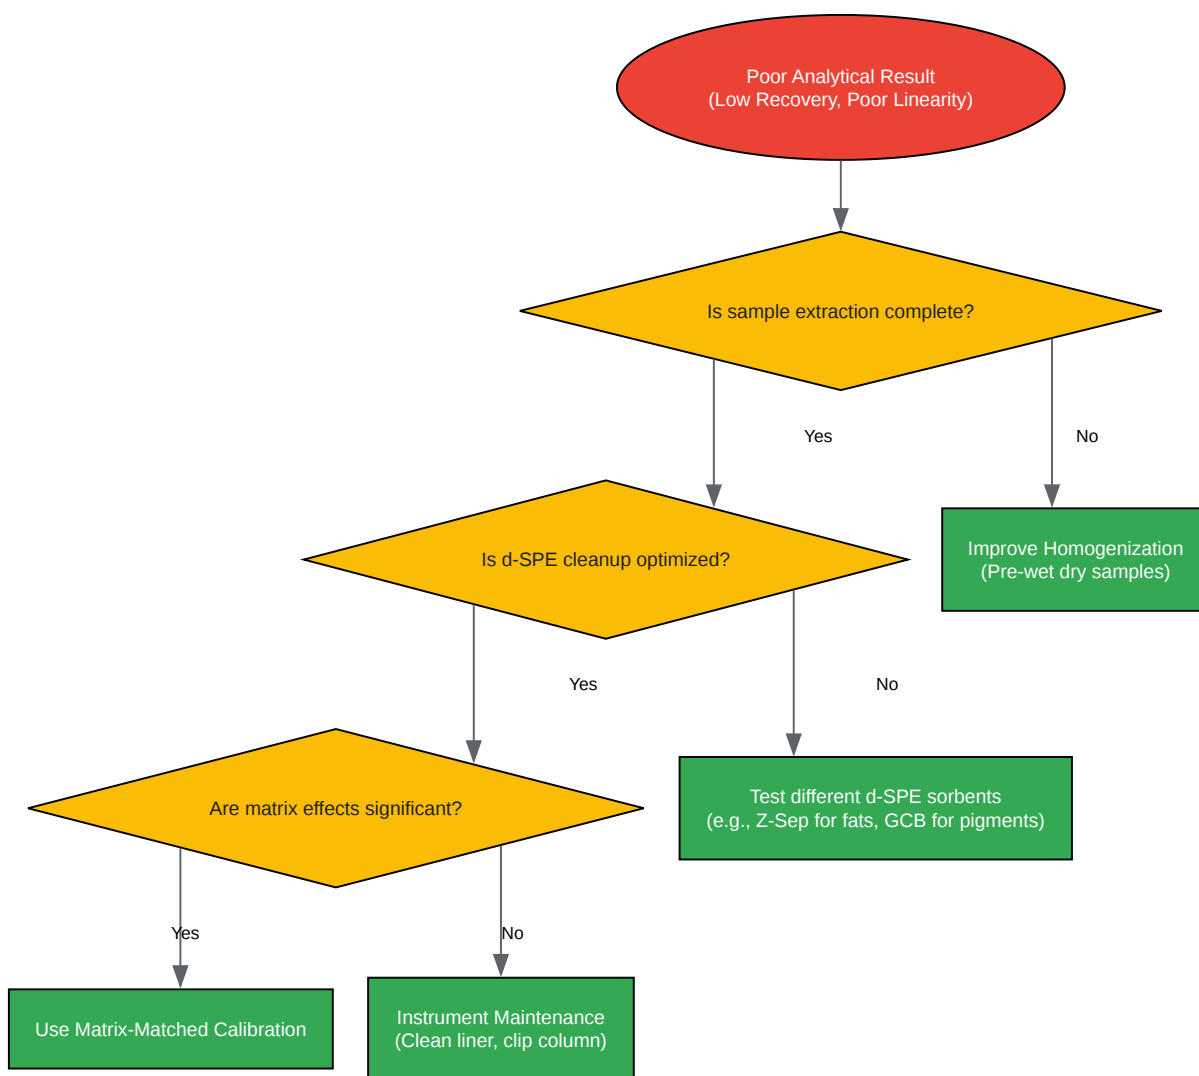 Poor Analytical Result
(Low Recovery, Poor Linearity)
Is sample extraction complete?
Yes
No
Is d-SPE cleanup optimized?
Improve Homogenization
(Pre-wet dry samples)
Yes
No
Are matrix effects significant?
Test different d-SPE sorbents
(e.g., Z-Sep for fats, GCB for pigments)
Yes
No
Use Matrix-Matched Calibration
Instrument Maintenance
(Clean liner, clip column)